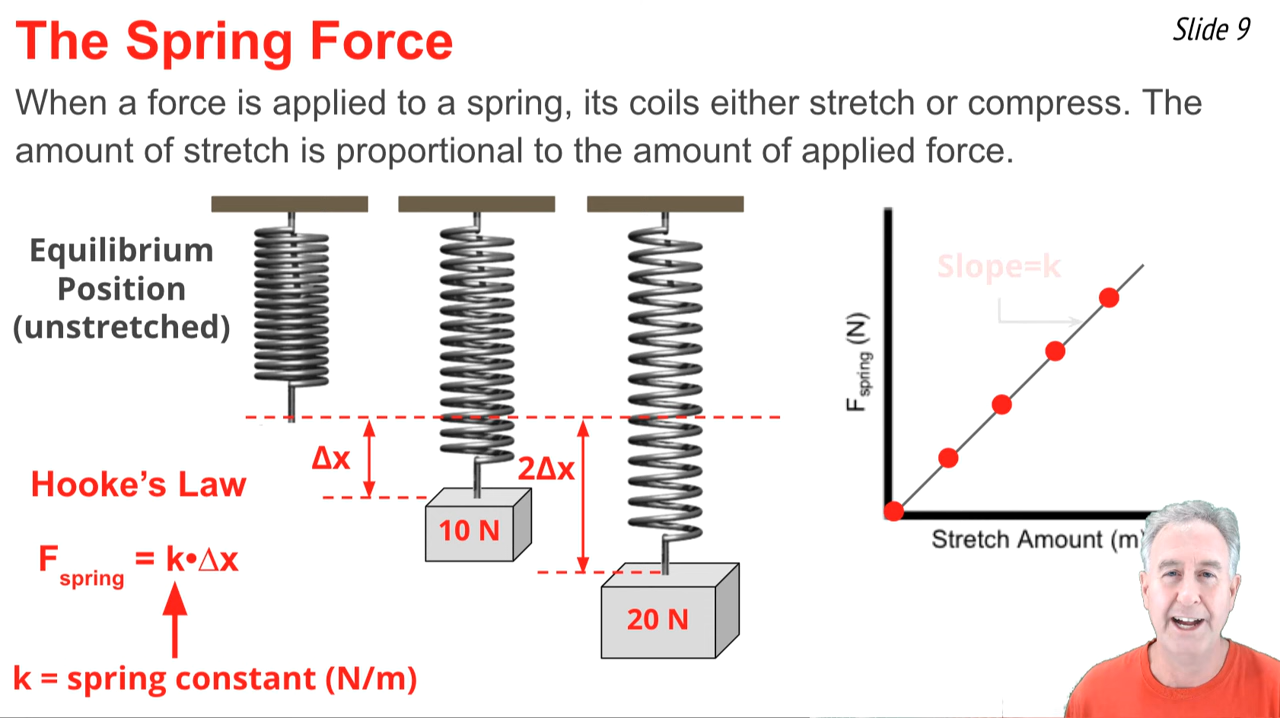 The Spring Force
Slide 9
When a force is applied to a spring, its coils either stretch or compress. The
amount of stretch is proportional to the amount of applied force.
Equilibrium
Position
(unstretched)
Δx
2Δx
10 N
20 N
Hooke’s Law
Fspring = k•Δx
k = spring constant (N/m)
Slope=k
Fspring (N)
Stretch Amount (m)